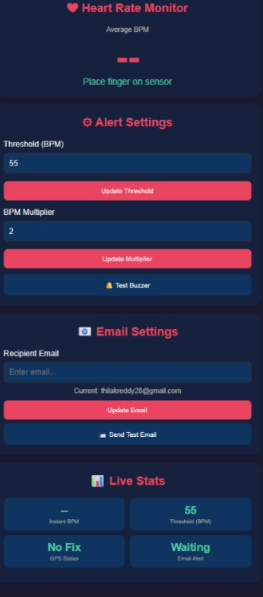 ❤ Heart Rate Monitor
Average BPM
--
Place finger on sensor
⚙ Alert Settings
Threshold (BPM)
55
Update Threshold
BPM Multiplier
2
Update Multiplier
🔔 Test Buzzer
📧 Email Settings
Recipient Email
Enter email...
Current: thilakreddy28@gmail.com
Update Email
📨 Send Test Email
📊 Live Stats
-- 55
Instant BPM Threshold (BPM)
No Fix Waiting
GPS Status Email Alert